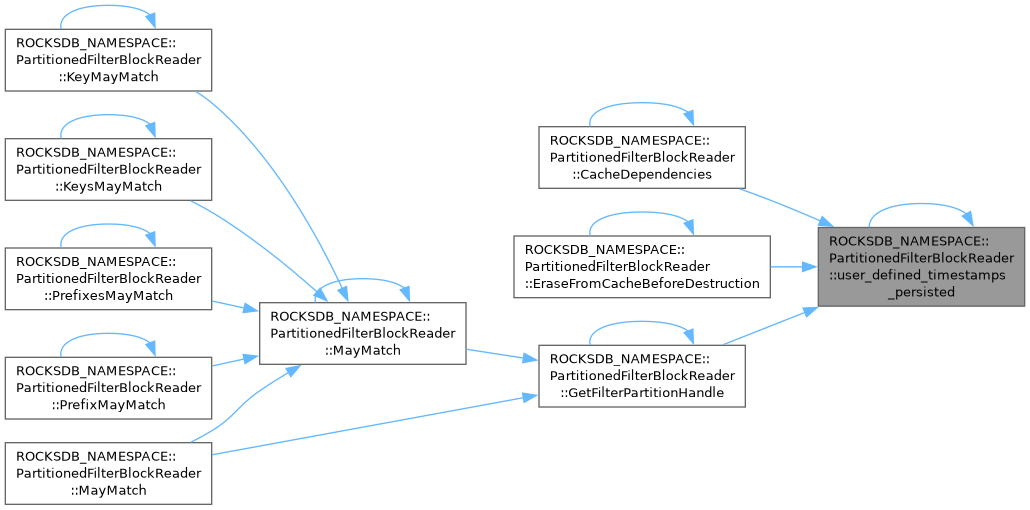 ROCKSDB_NAMESPACE::
PartitionedFilterBlockReader
::KeyMayMatch
ROCKSDB_NAMESPACE::
PartitionedFilterBlockReader
::KeysMayMatch
ROCKSDB_NAMESPACE::
PartitionedFilterBlockReader
::PrefixesMayMatch
ROCKSDB_NAMESPACE::
PartitionedFilterBlockReader
::PrefixMayMatch
ROCKSDB_NAMESPACE::
PartitionedFilterBlockReader
::MayMatch
ROCKSDB_NAMESPACE::
PartitionedFilterBlockReader
::MayMatch
ROCKSDB_NAMESPACE::
PartitionedFilterBlockReader
::CacheDependencies
ROCKSDB_NAMESPACE::
PartitionedFilterBlockReader
::EraseFromCacheBeforeDestruction
ROCKSDB_NAMESPACE::
PartitionedFilterBlockReader
::GetFilterPartitionHandle
ROCKSDB_NAMESPACE::
PartitionedFilterBlockReader
::user_defined_timestamps
_persisted